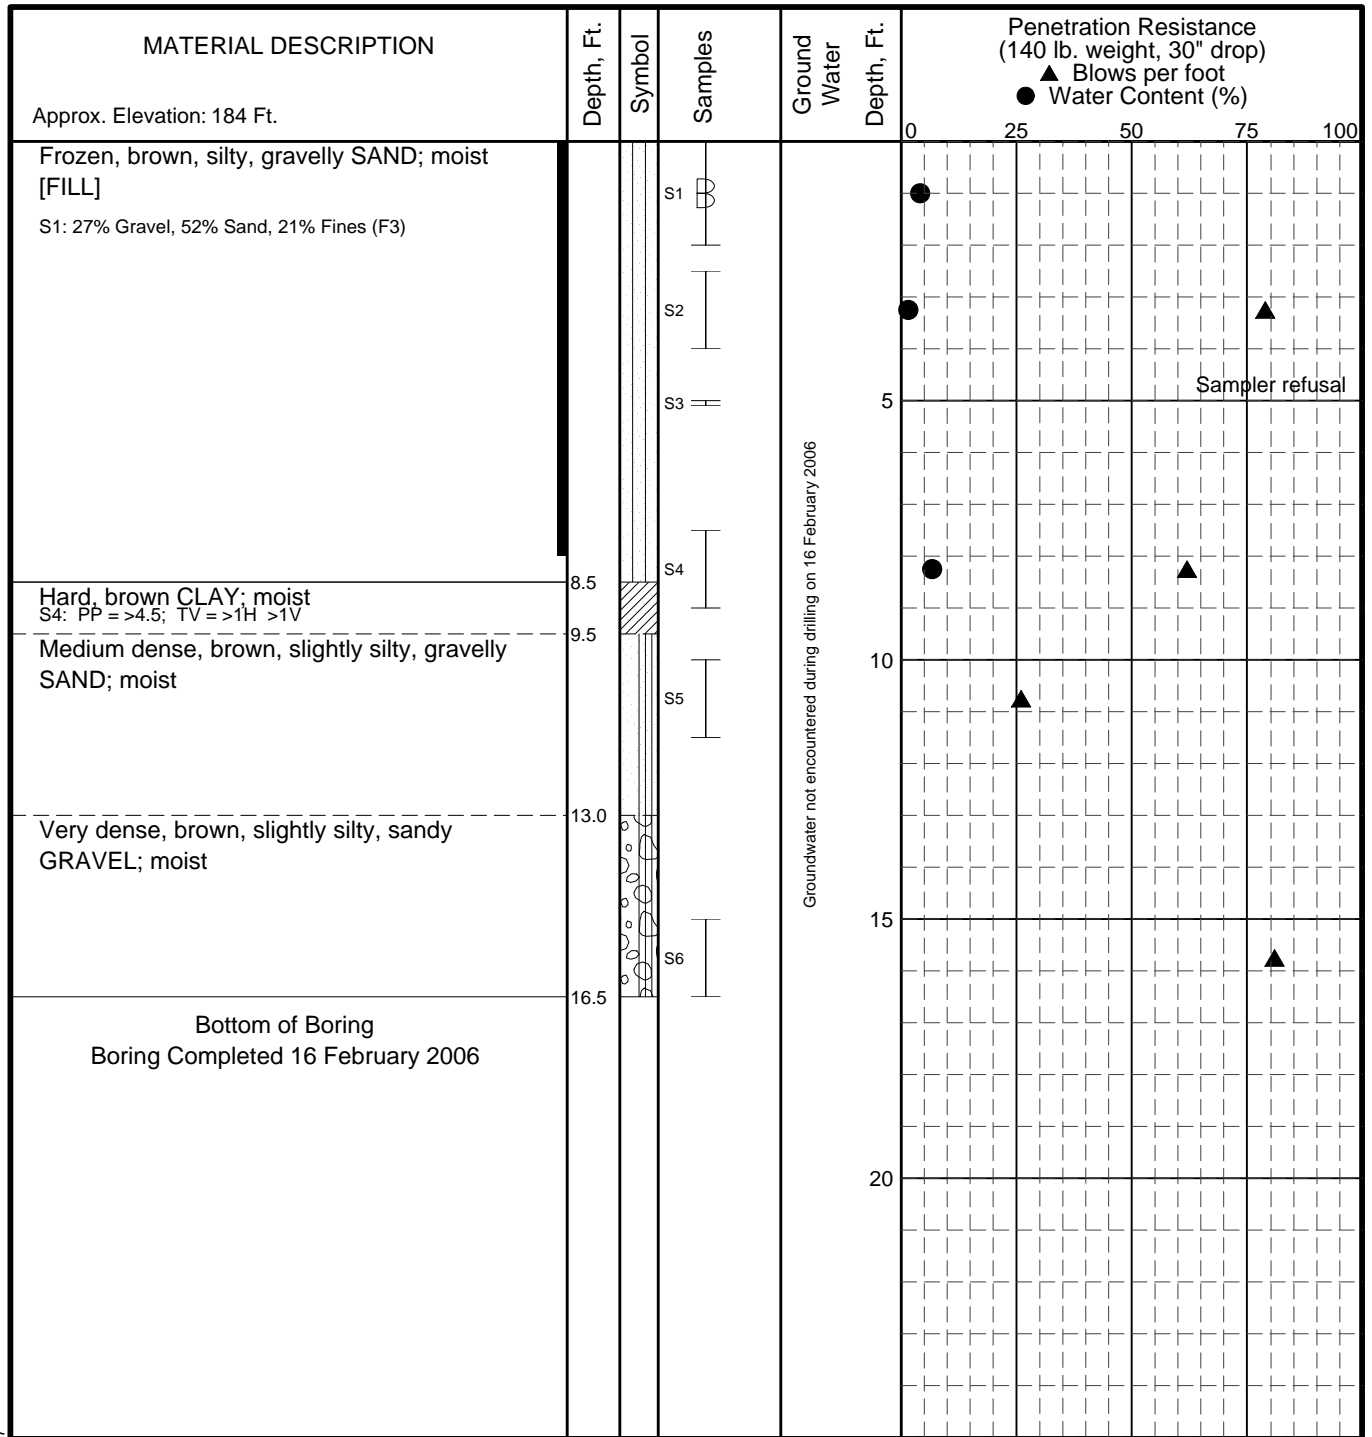 MATERIAL DESCRIPTION
Approx. Elevation: 184 Ft.
Depth, Ft.
Symbol
Samples
Ground
Water
Depth, Ft.
Penetration Resistance
(140 lb. weight, 30" drop)
▲ Blows per foot
● Water Content (%)
0 25 50 75 100
Frozen, brown, silty, gravelly SAND; moist
[FILL]
S1: 27% Gravel, 52% Sand, 21% Fines (F3)
S1
S2
Sampler refusal
S3
5
S4
8.5
Hard, brown CLAY; moist
S4: PP = >4.5; TV = >1H >1V
9.5
Medium dense, brown, slightly silty, gravelly
SAND; moist
S5
10
Groundwater not encountered during drilling on 16 February 2006
13.0
Very dense, brown, slightly silty, sandy
GRAVEL; moist
15
S6
16.5
Bottom of Boring
Boring Completed 16 February 2006
20